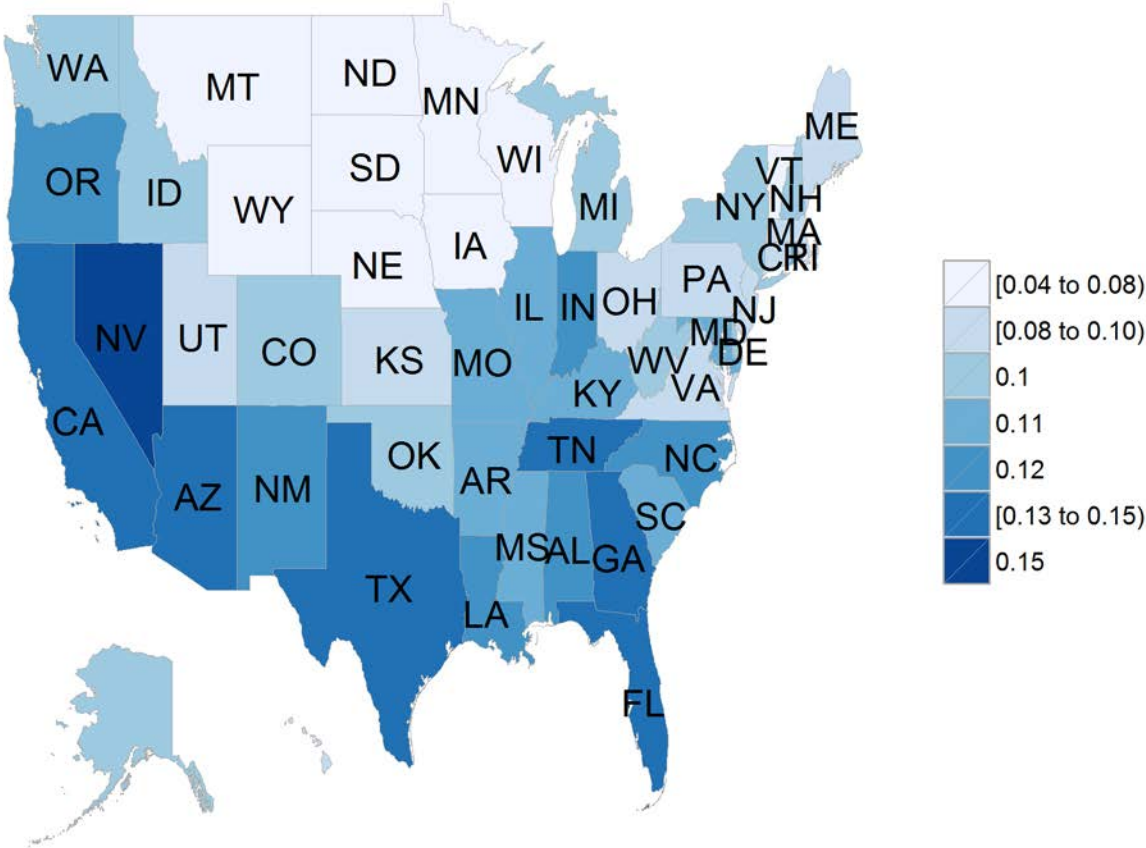 WA
MT
ND
MN
ME
OR
ID
WY
SD
WI
MI
VT
NY
NH
MA
CT
RI
NE
IA
PA
NJ
NV
UT
CO
KS
MO
IL
IN
OH
MD
DE
WV
VA
KY
CA
AZ
NM
OK
AR
TN
NC
SC
MS
AL
GA
TX
LA
FL
[0.04 to 0.08)
[0.08 to 0.10)
0.1
0.11
0.12
[0.13 to 0.15)
0.15